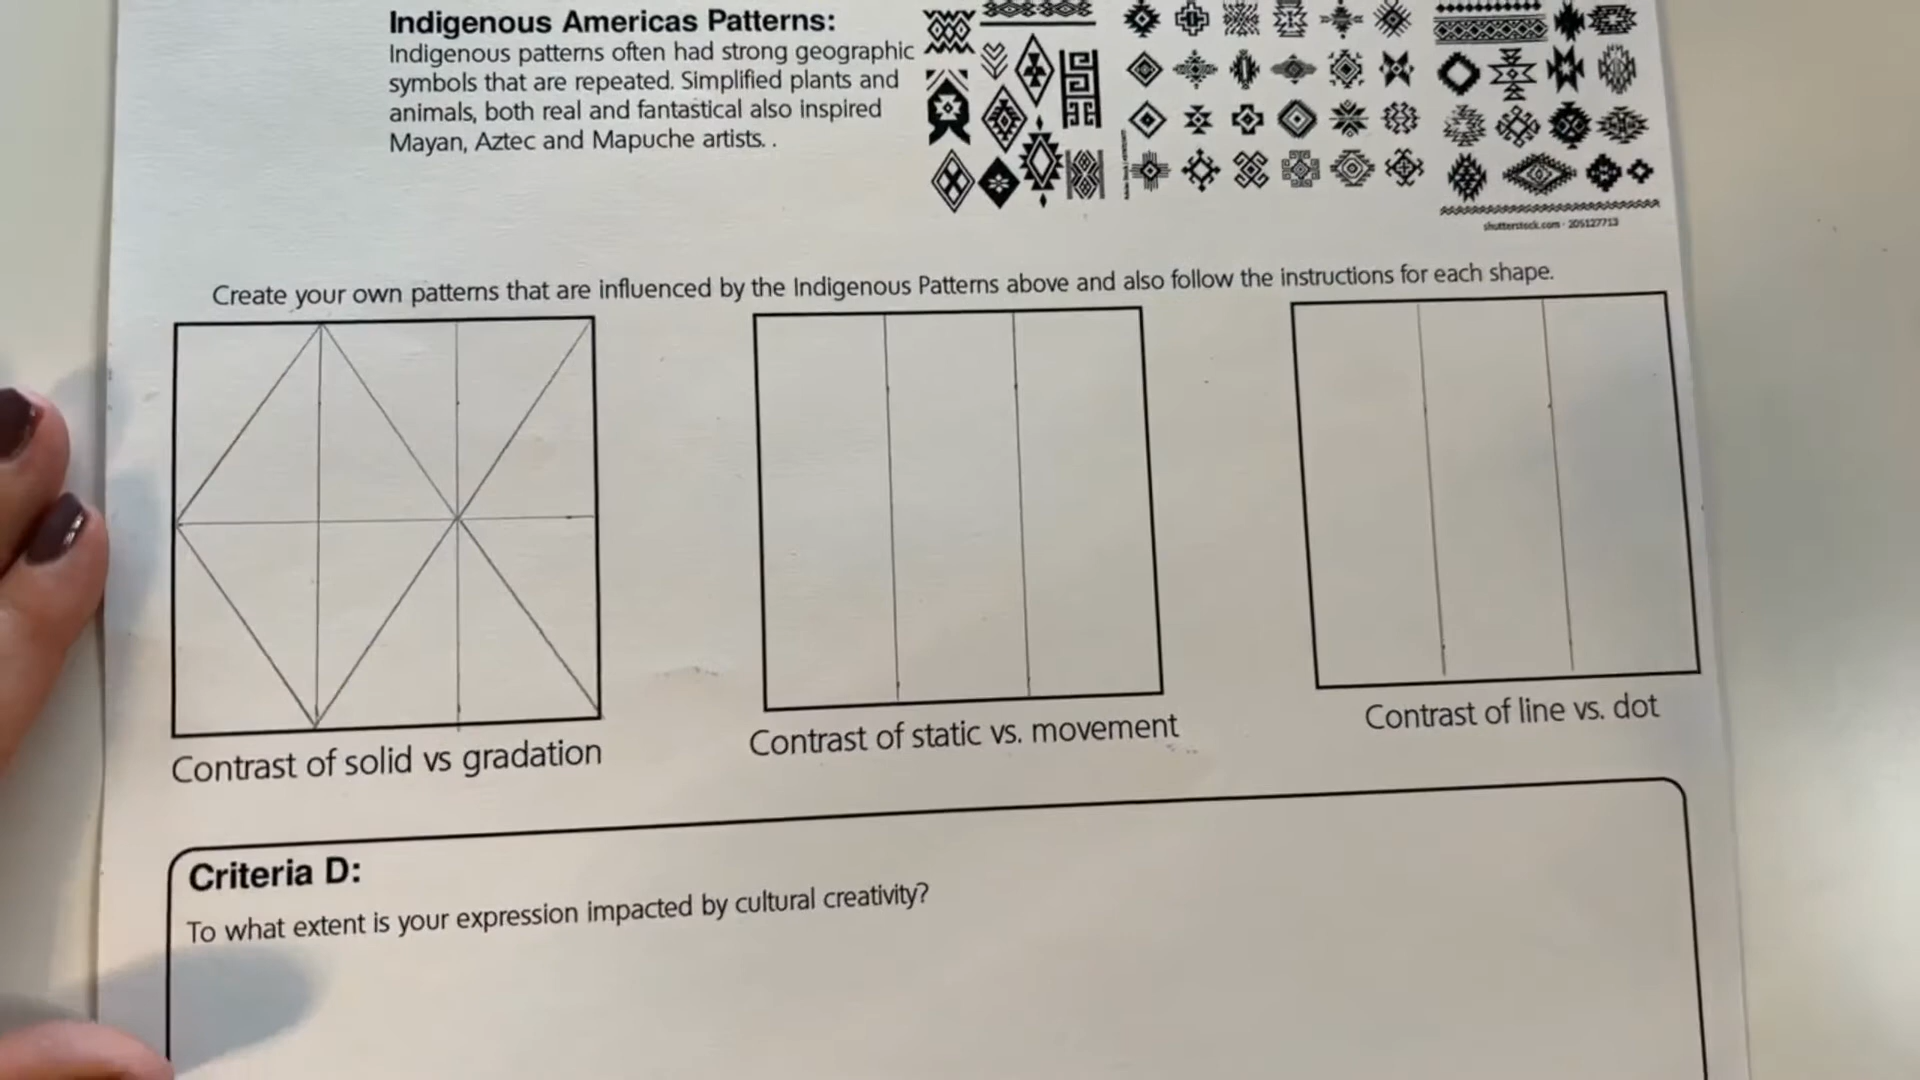 Indigenous Americas Patterns:
Indigenous patterns often had strong geographic
symbols that are repeated. Simplified plants and
animals, both real and fantastical also inspired
Mayan, Aztec and Mapuche artists. .
shutterstock.com · 205127713
Create your own patterns that are influenced by the Indigenous Patterns above and also follow the instructions for each shape.
Contrast of solid vs gradation
Contrast of static vs. movement
Contrast of line vs. dot
Criteria D:
To what extent is your expression impacted by cultural creativity?